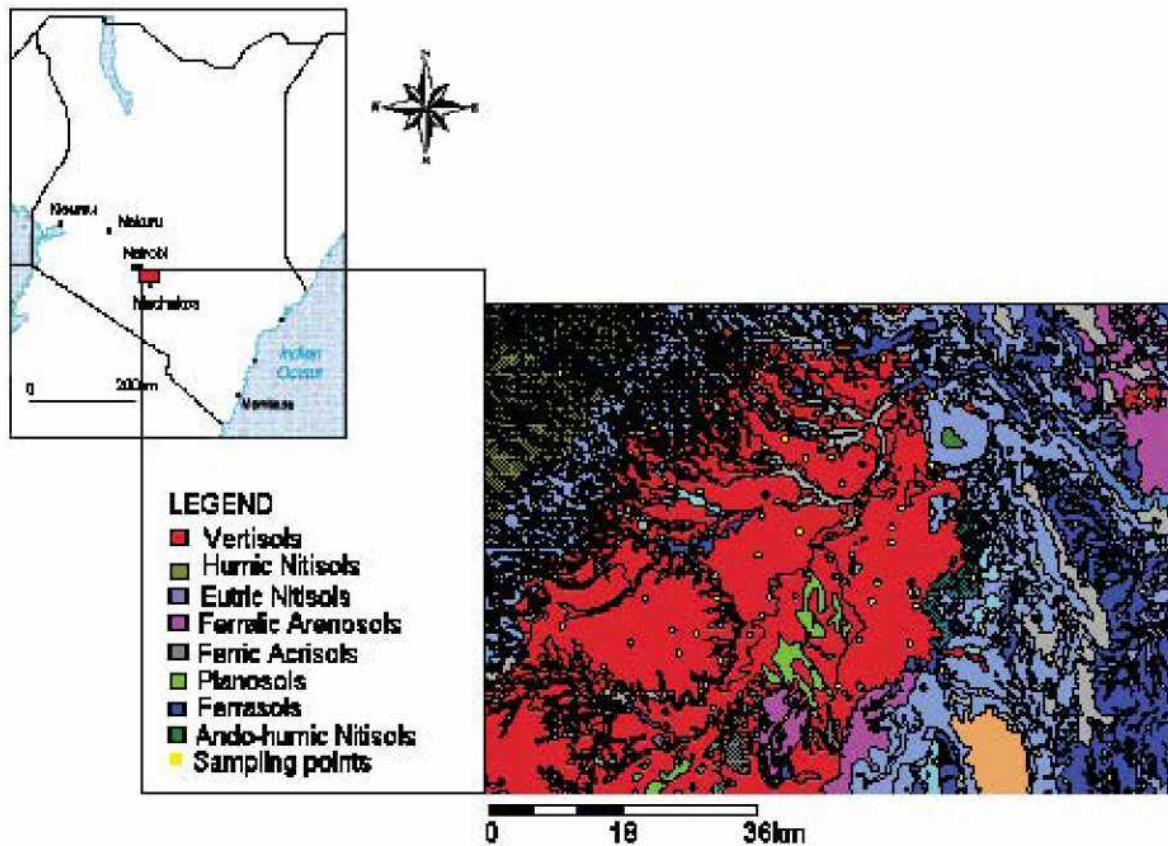 Nakuru
Nairobi
Machakos
Indian
Ocean
0
200km
Mombasa
LEGEND
Vertisols
Humic Nitisols
Eutric Nitisols
Ferralic Arenosols
Ferric Acrisols
Planosols
Ferrasols
Ando-humic Nitisols
Sampling points
0 18 36km